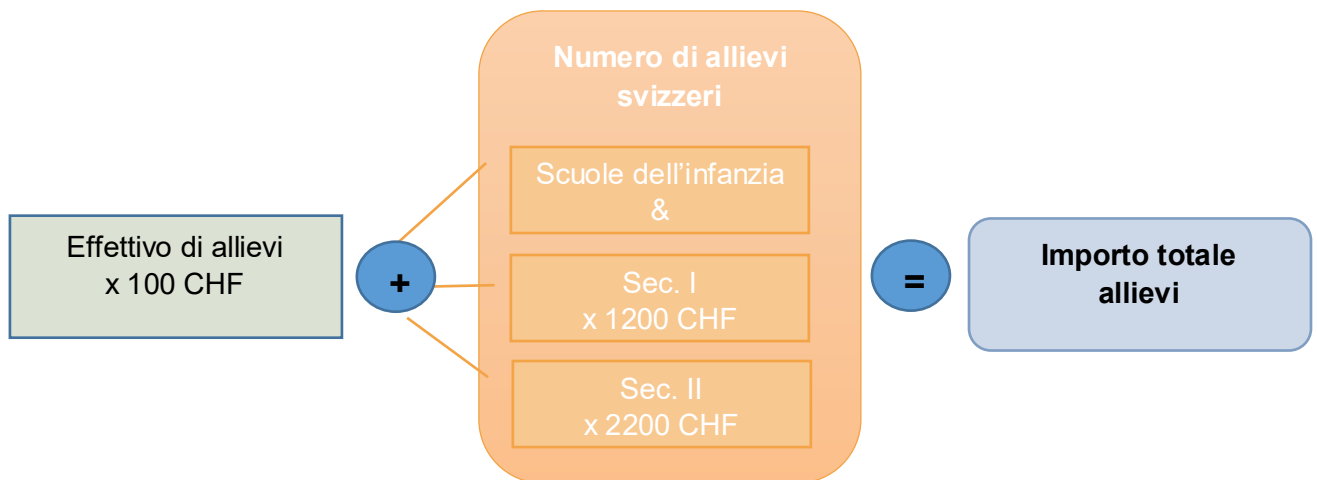 Effettivo di allievi
x 100 CHF
+
Numero di allievi
svizzeri
Scuole dell'infanzia
&
Sec. I
x 1200 CHF
Sec. II
x 2200 CHF
=
Importo totale
allievi